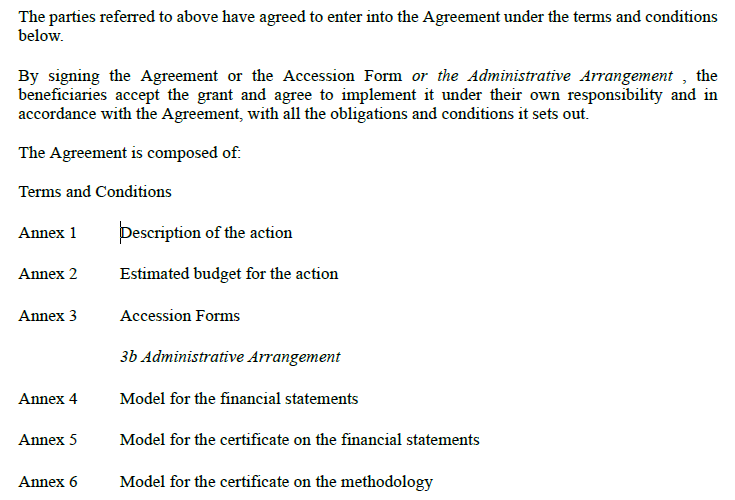 The parties referred to above have agreed to enter into the Agreement under the terms and conditions
below.
By signing the Agreement or the Accession Form or the Administrative Arrangement , the
beneficiaries accept the grant and agree to implement it under their own responsibility and in
accordance with the Agreement, with all the obligations and conditions it sets out.
The Agreement is composed of:
Terms and Conditions
Annex 1 Description of the action
Annex 2 Estimated budget for the action
Annex 3 Accession Forms
3b Administrative Arrangement
Annex 4 Model for the financial statements
Annex 5 Model for the certificate on the financial statements
Annex 6 Model for the certificate on the methodology